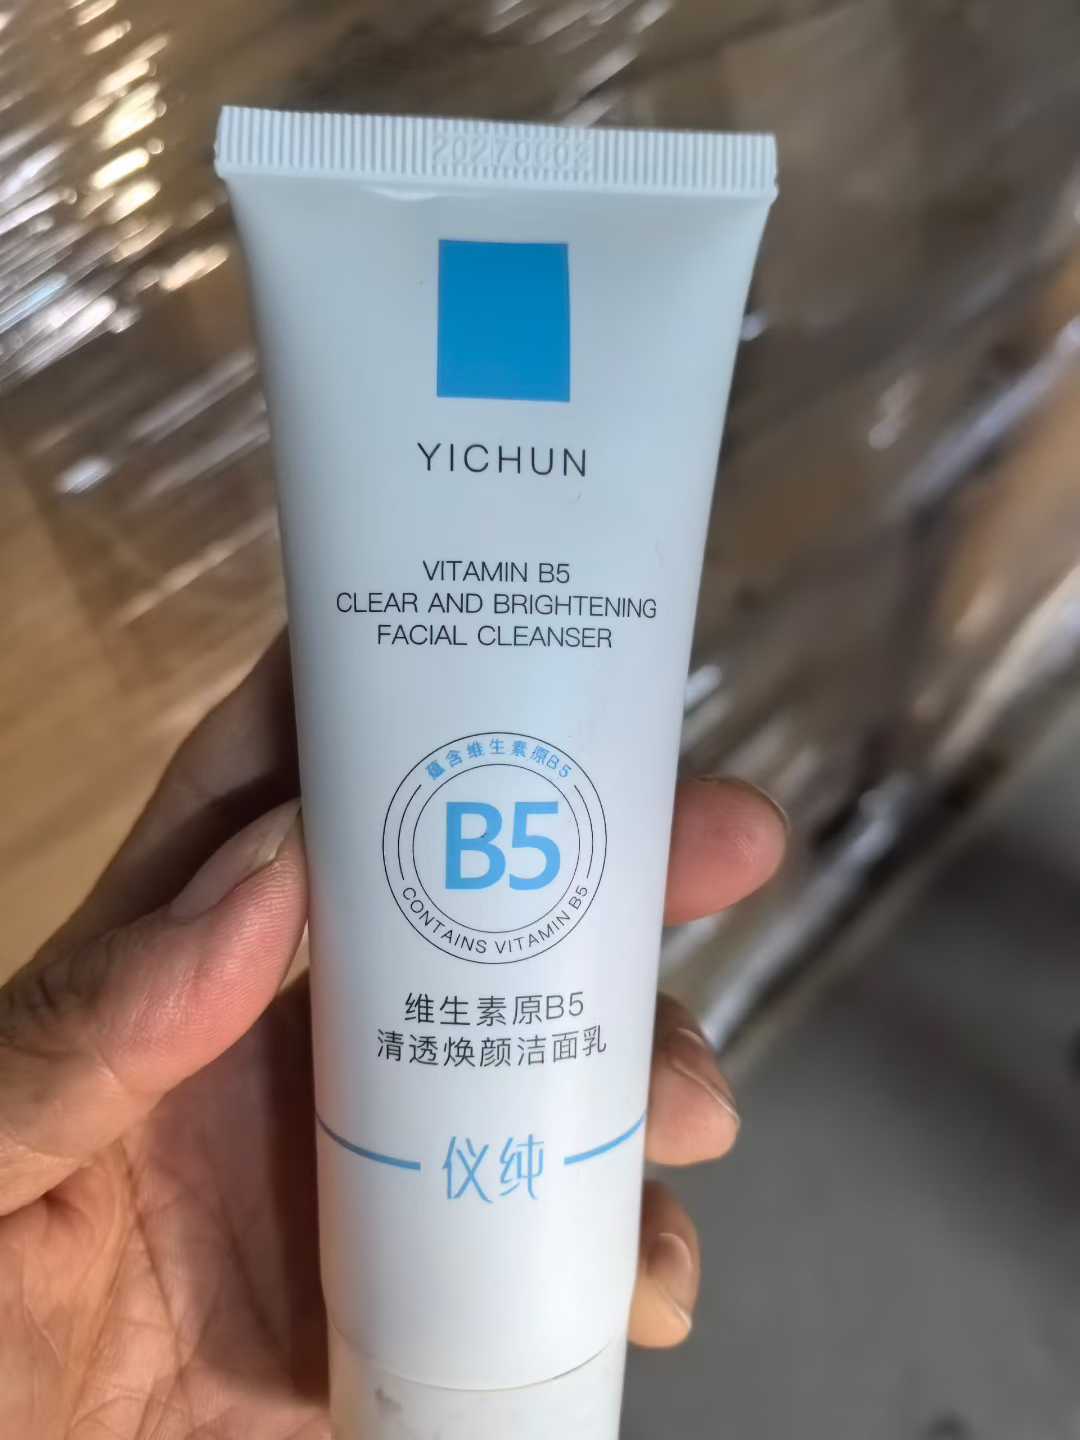 YICHUN
VITAMIN B5
CLEAR AND BRIGHTENING
FACIAL CLEANSER
蕴含维生素原B5
B5
CONTAINS VITAMIN B5
维生素原B5
清透焕颜洁面乳
仪纯